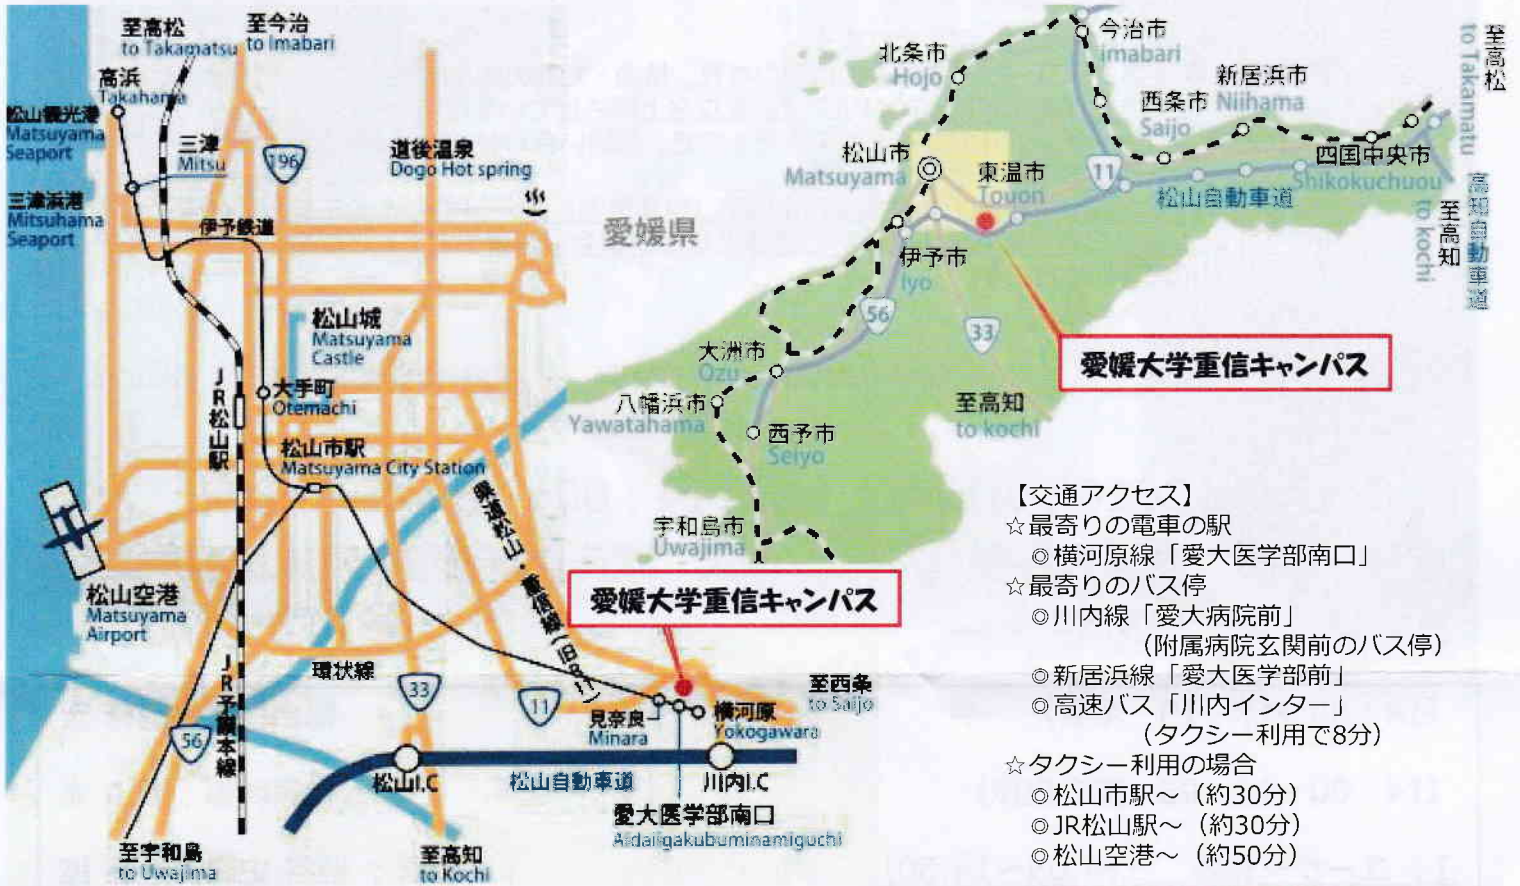 至高松
to Takamatsu
至今治
to Imabari
高浜
Takahama
松山観光港
Matsuyama
Seaport
三津
Mitsu
196
道後温泉
Dogo Hot spring
三津浜港
Mitsuhama
Seaport
伊予鉄道
松山城
Matsuyama
Castle
JR松山駅
大手町
Otemachi
松山市駅
Matsuyama City Station
県道松山・重信線(旧R11)
松山空港
Matsuyama
Airport
愛媛大学重信キャンパス
JR予讃本線
環状線
33
11
56
見奈良
Minara
横河原
Yokogawara
至西条
to Saijo
松山I.C
松山自動車道
川内I.C
愛大医学部南口
Aidaiigakubuminamiguchi
至宇和島
to Uwajima
至高知
to Kochi
北条市
Hojo
今治市
imabari
新居浜市
Niihama
西条市
Saijo
至高松
to Takamatu
松山市
Matsuyama
東温市
Touon
11
四国中央市
Shikokuchuou
松山自動車道
高知自動車道
至高知
to kochi
愛媛県
伊予市
Iyo
56
33
大洲市
Ozu
愛媛大学重信キャンパス
八幡浜市
Yawatahama
至高知
to kochi
西予市
Seiyo
宇和島市
Uwajima
【交通アクセス】
☆最寄りの電車の駅
◎横河原線「愛大医学部南口」
☆最寄りのバス停
◎川内線「愛大病院前」
(附属病院玄関前のバス停)
◎新居浜線「愛大医学部前」
◎高速バス「川内インター」
(タクシー利用で8分)
☆タクシー利用の場合
◎松山市駅~(約30分)
◎JR松山駅~(約30分)
◎松山空港~(約50分)